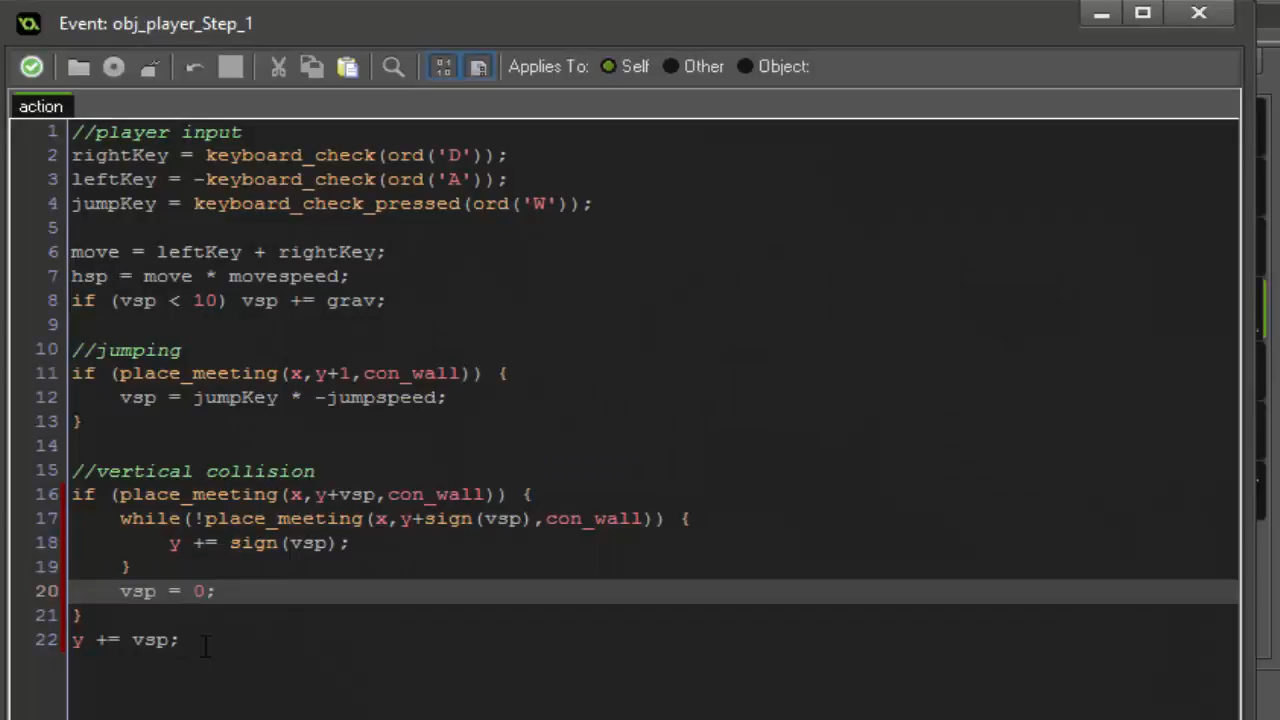 Event: obj_player_Step_1
Applies To: Self Other Object:
action
1 //player input
2 rightKey = keyboard_check(ord('D'));
3 leftKey = -keyboard_check(ord('A'));
4 jumpKey = keyboard_check_pressed(ord('W'));
5
6 move = leftKey + rightKey;
7 hsp = move * movespeed;
8 if (vsp < 10) vsp += grav;
9
10 //jumping
11 if (place_meeting(x,y+1,con_wall)) {
12 vsp = jumpKey * -jumpspeed;
13 }
14
15 //vertical collision
16 if (place_meeting(x,y+vsp,con_wall)) {
17 while(!place_meeting(x,y+sign(vsp),con_wall)) {
18 y += sign(vsp);
19 }
20 vsp = 0;
21 }
22 y += vsp;